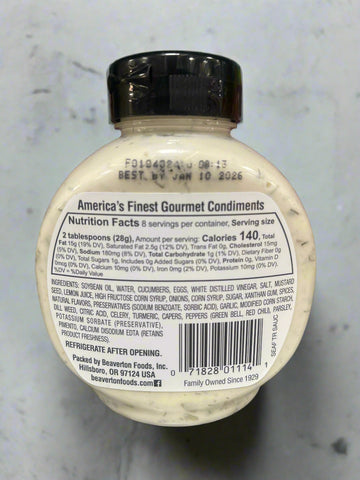 F0104024 0 08:13
BEST BY JAN 10 2026
America's Finest Gourmet Condiments
Nutrition Facts 8 servings per container, Serving size
2 tablespoons (28g), Amount per serving: Calories 140, Total
Fat 15g (19% DV), Saturated Fat 2.5g (12% DV), Trans Fat 0g, Cholesterol 15mg
(5% DV), Sodium 180mg (8% DV), Total Carbohydrate 1g (1% DV), Dietary Fiber 0g
(0% DV), Total Sugars 1g, Includes 0g Added Sugars (0% DV), Protein 0g, Vitamin D
0mcg (0% DV), Calcium 10mg (0% DV), Iron 0mg (2% DV), Potassium 10mg (0% DV).
%DV = %Daily Value
INGREDIENTS: SOYBEAN OIL, WATER, CUCUMBERS, EGGS, WHITE DISTILLED VINEGAR, SALT, MUSTARD
SEED, LEMON JUICE, HIGH FRUCTOSE CORN SYRUP, ONIONS, CORN SYRUP, SUGAR, XANTHAN GUM, SPICES,
NATURAL FLAVORS, PRESERVATIVES (SODIUM BENZOATE, SORBIC ACID), GARLIC, MODIFIED CORN STARCH,
DILL WEED, CITRIC ACID, CELERY, TURMERIC, CAPERS, PEPPERS (GREEN BELL, RED CHILI, PARSLEY,
POTASSIUM SORBATE (PRESERVATIVE),
PIMENTO, CALCIUM DISODIUM EDTA (RETAINS
PRODUCT FRESHNESS).
REFRIGERATE AFTER OPENING.
Packed by Beaverton Foods, Inc.
Hillsboro, OR 97124 USA
beavertonfoods.com
0 71828 01114 1
Family Owned Since 1929
SEAF TR SAUC